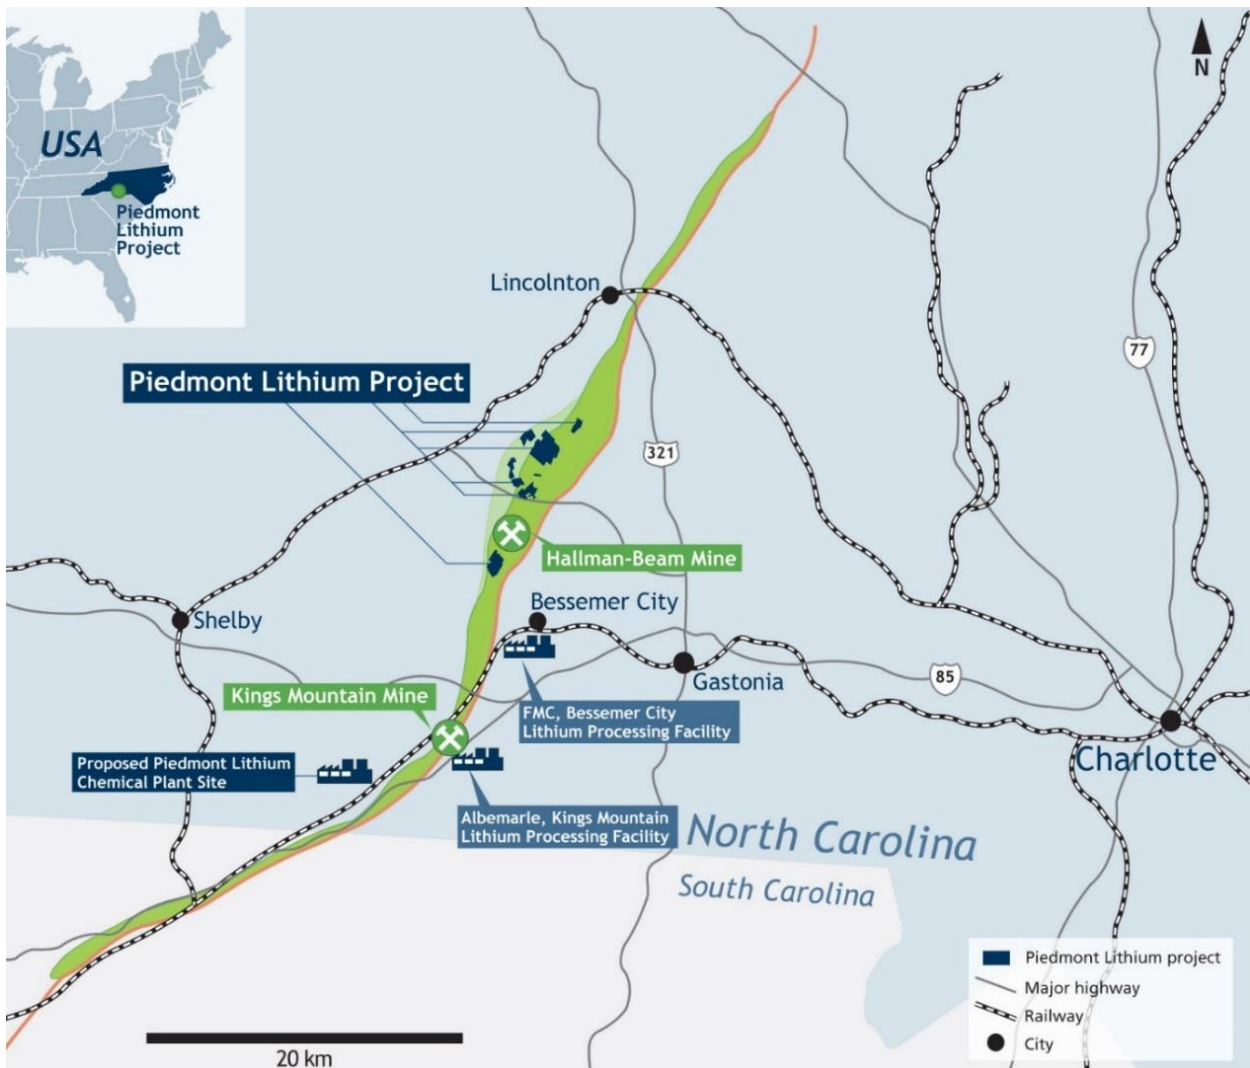 N
USA
Piedmont
Lithium
Project
Lincolnton
77
Piedmont Lithium Project
321
Hallman-Beam Mine
Bessemer City
Shelby
Gastonia
85
Kings Mountain Mine
FMC, Bessemer City
Lithium Processing Facility
Charlotte
Proposed Piedmont Lithium
Chemical Plant Site
Albemarle, Kings Mountain
Lithium Processing Facility
North Carolina
South Carolina
Piedmont Lithium project
Major highway
Railway
City
20 km